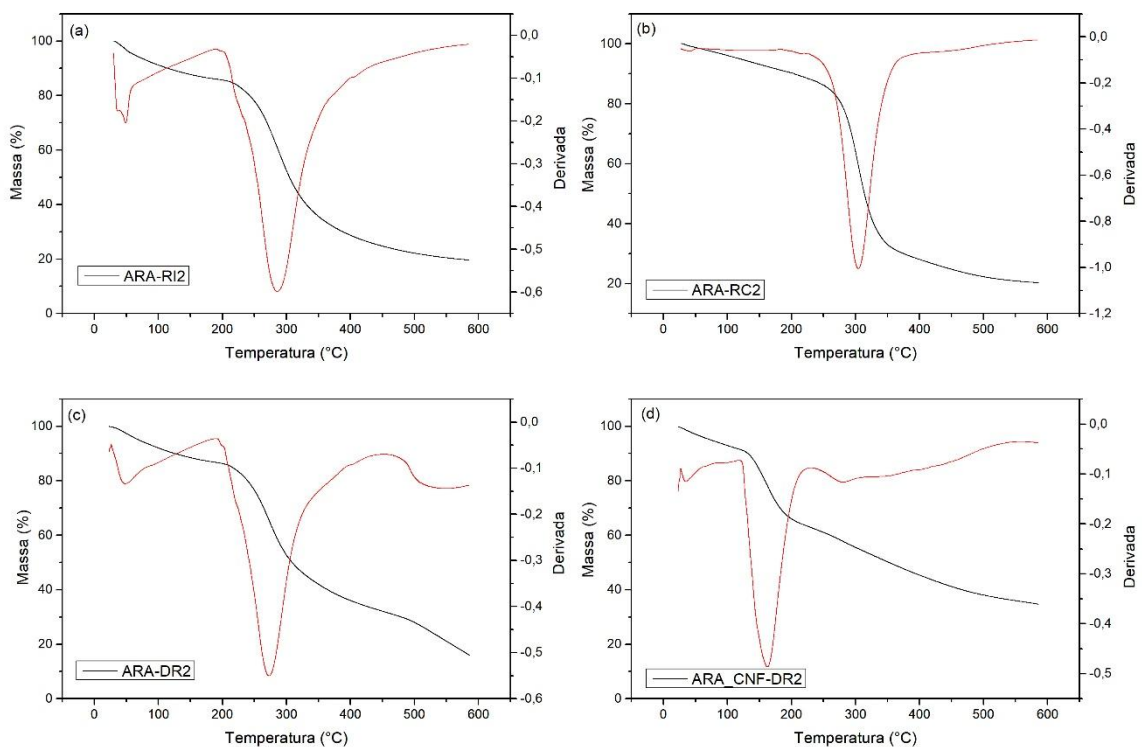 (a)
100
80
60
40
20
0
Massa (%)
0,0
-0,1
-0,2
-0,3
-0,4
-0,5
-0,6
Derivada
ARA-RI2
0 100 200 300 400 500 600
Temperatura (°C)
(b)
100
80
60
40
20
Massa (%)
0,0
-0,2
-0,4
-0,6
-0,8
-1,0
-1,2
Derivada
ARA-RC2
0 100 200 300 400 500 600
Temperatura (°C)
(c)
100
80
60
40
20
0
Massa (%)
0,0
-0,1
-0,2
-0,3
-0,4
-0,5
-0,6
Derivada
ARA-DR2
0 100 200 300 400 500 600
Temperatura (°C)
(d)
100
80
60
40
20
0
Massa (%)
0,0
-0,1
-0,2
-0,3
-0,4
-0,5
Derivada
ARA_CNF-DR2
0 100 200 300 400 500 600
Temperatura (°C)